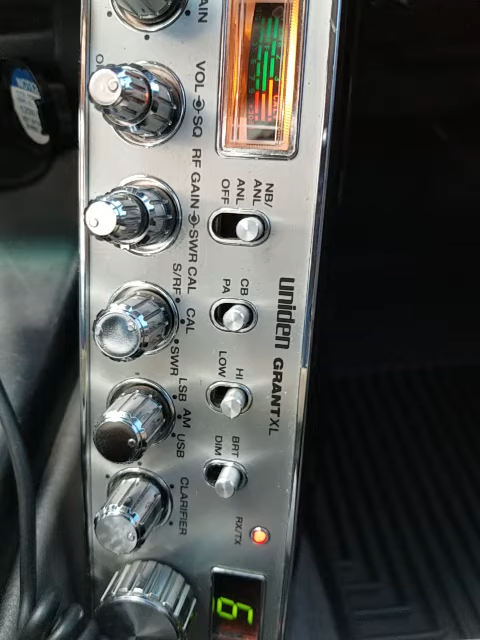 AIN
VOL
SQ
RF GAIN
SWR CAL
S/RF
CAL
SWR
LSB
AM
USB
CLARIFIER
NB/
ANL
ANL
OFF
CB
PA
HI
LOW
BRT
DIM
RX/TX
uniden
GRANT XL